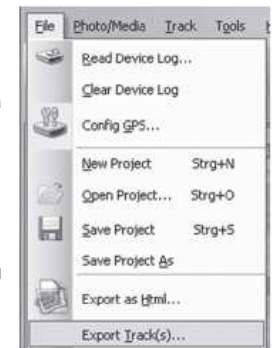 File Photo/Media Track Tools
Read Device Log...
Clear Device Log
Config GPS...
New Project Strg+N
Open Project... Strg+O
Save Project Strg+S
Save Project As
Export as Html...
Export Track(s)...